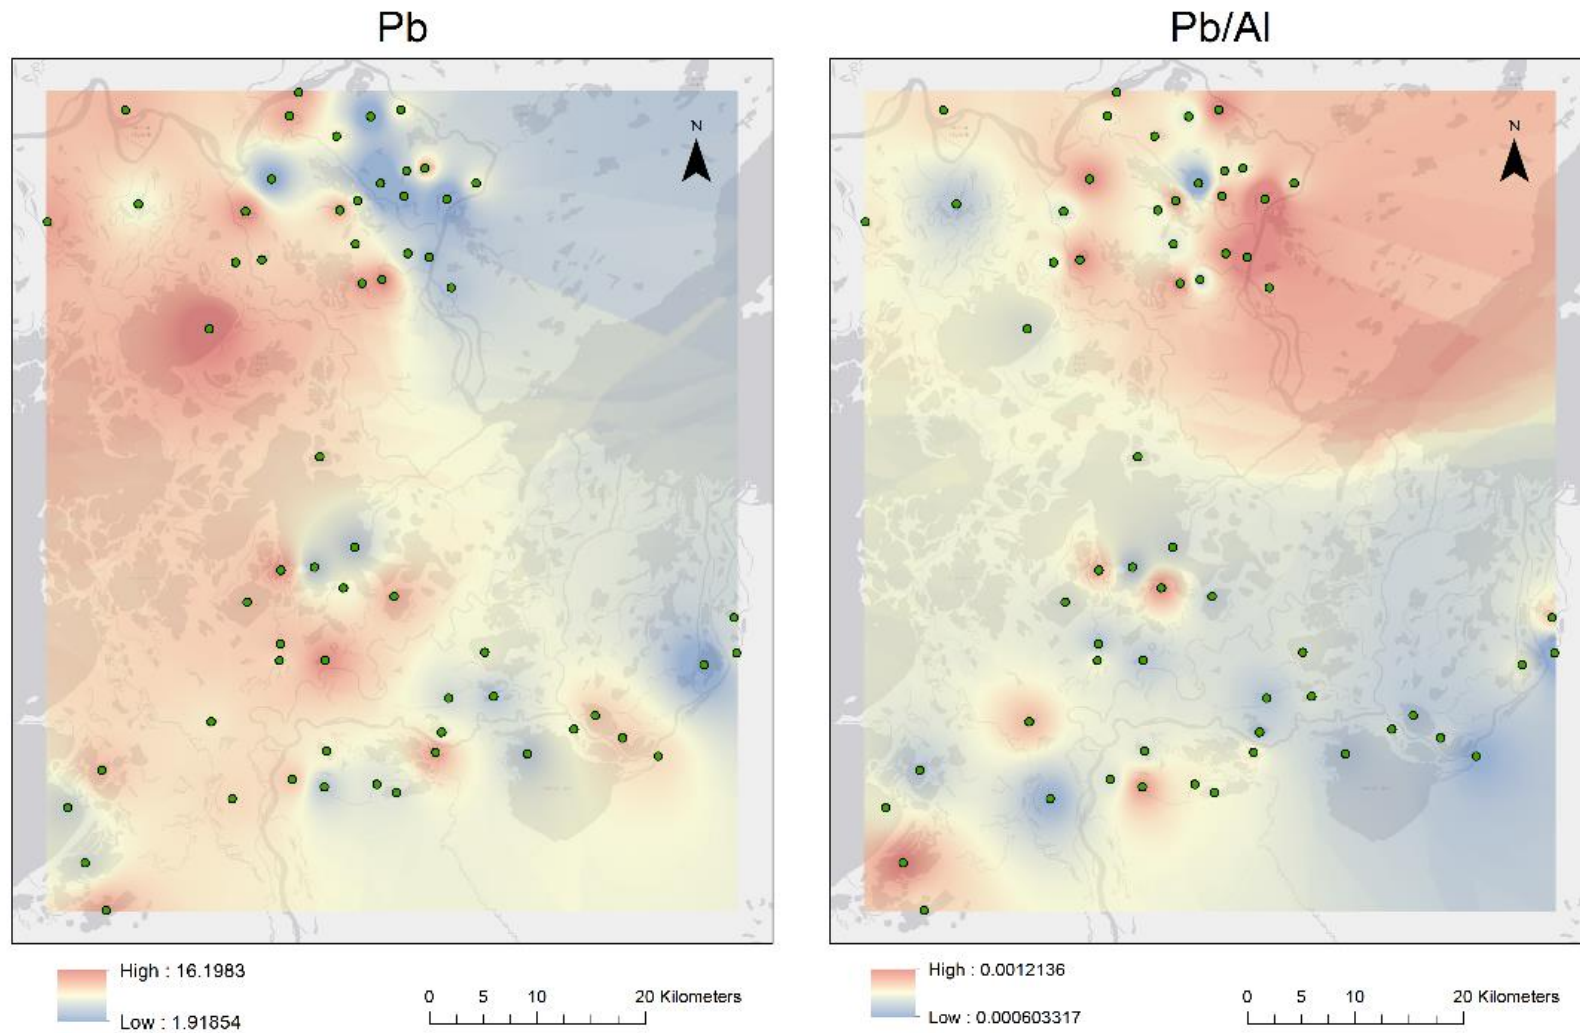 Pb
Pb/Al
N
N
High : 16.1983
Low : 1.91854
0 5 10 20 Kilometers
High : 0.0012136
Low : 0.000603317
0 5 10 20 Kilometers